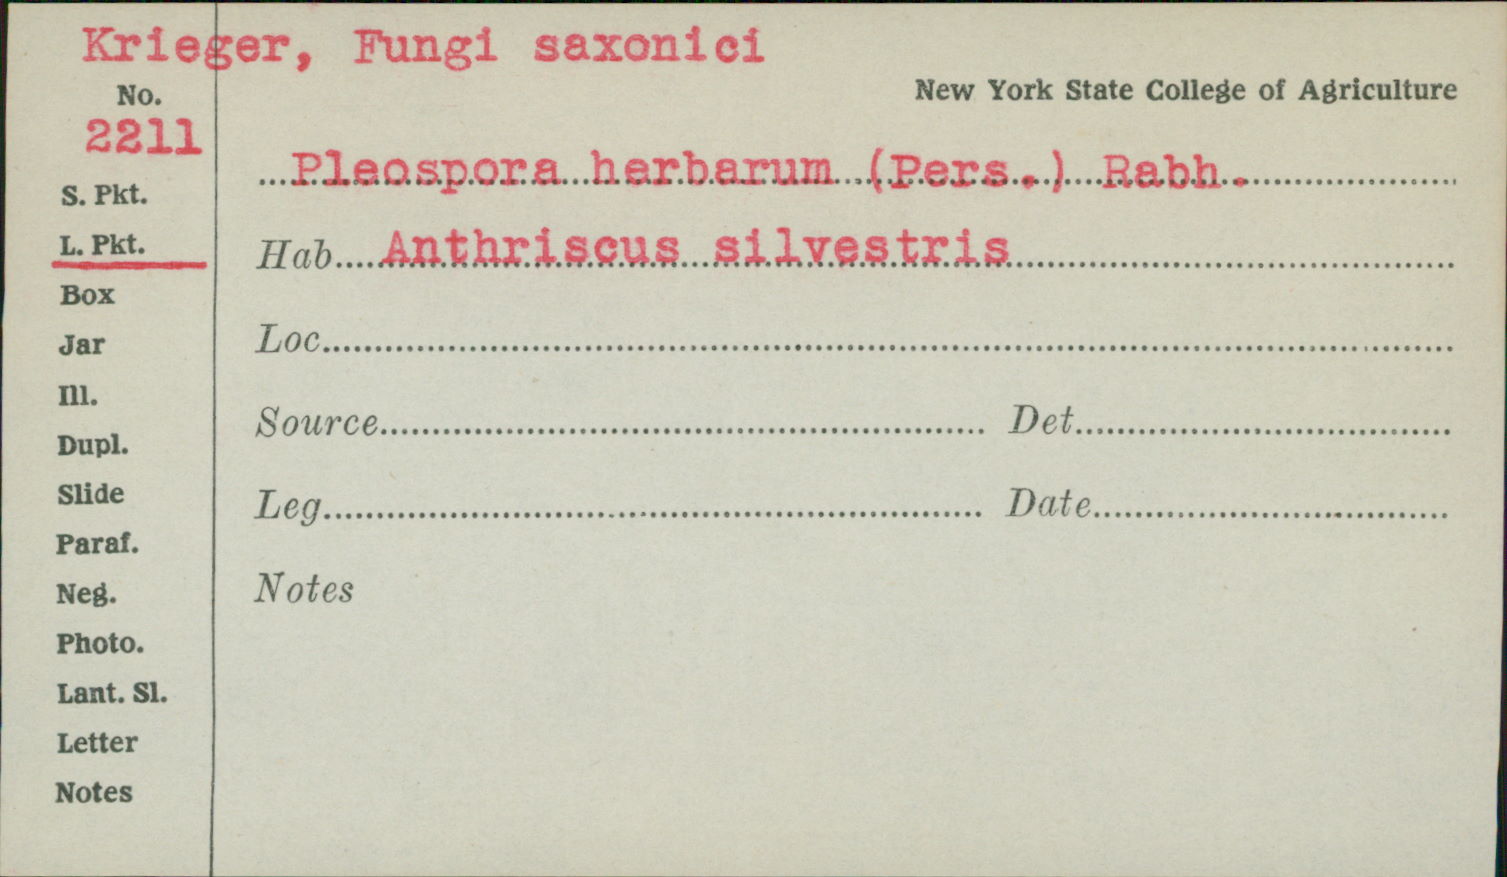 Krieger, Fungi saxonici
New York State College of Agriculture
No.
2211
Pleospora herbarum (Pers.) Rabh.
S. Pkt.
L. Pkt.
Hab. Anthriscus silvestris
Box
Jar
Loc.
Ill.
Source Det.
Dupl.
Slide
Leg. Date
Paraf.
Neg.
Notes
Photo.
Lant. Sl.
Letter
Notes